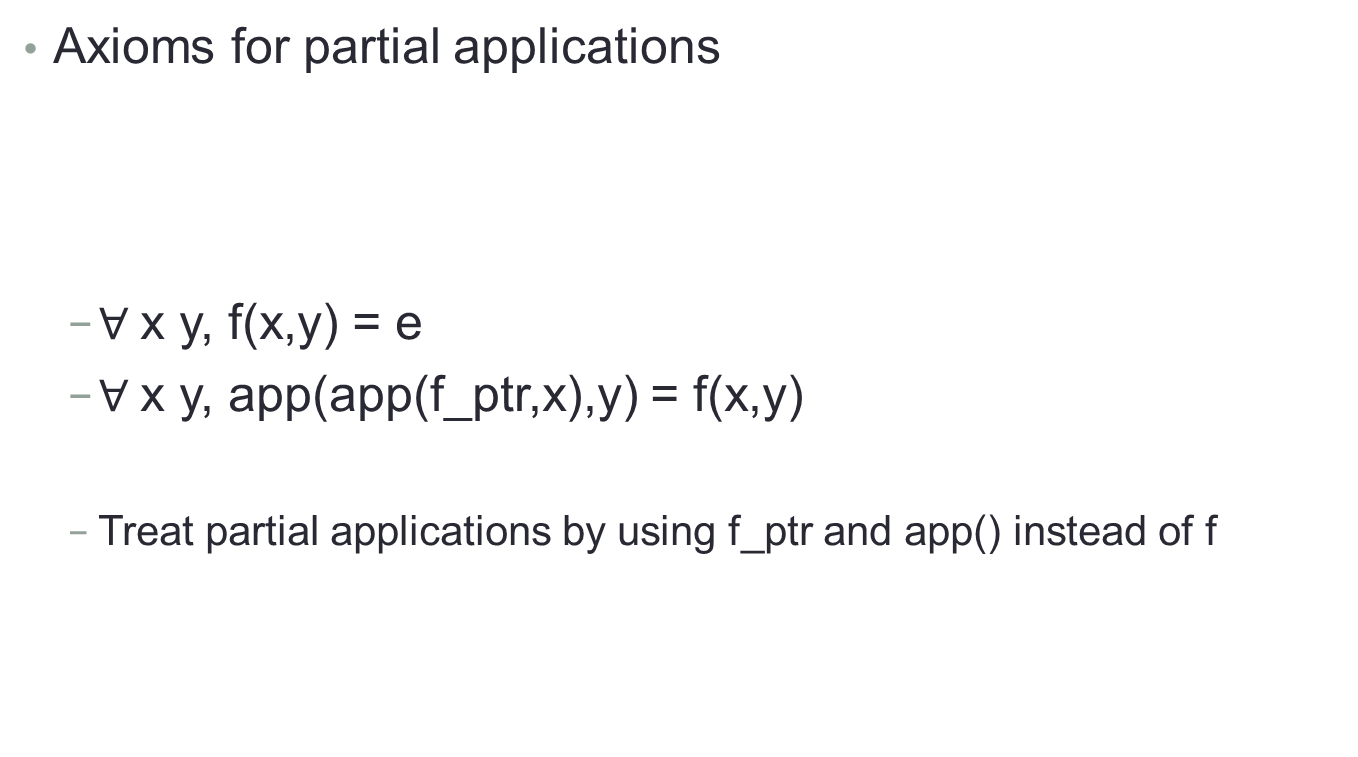 • Axioms for partial applications
– ∀ x y, f(x,y) = e
– ∀ x y, app(app(f_ptr,x),y) = f(x,y)
– Treat partial applications by using f_ptr and app() instead of f